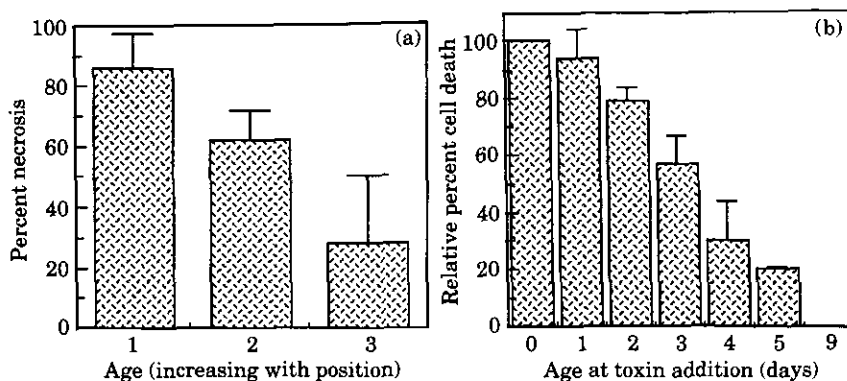 (a)
Percent necrosis
100
80
60
40
20
0
1 2 3
Age (increasing with position)
(b)
Relative percent cell death
100
80
60
40
20
0
0 1 2 3 4 5 9
Age at toxin addition (days)